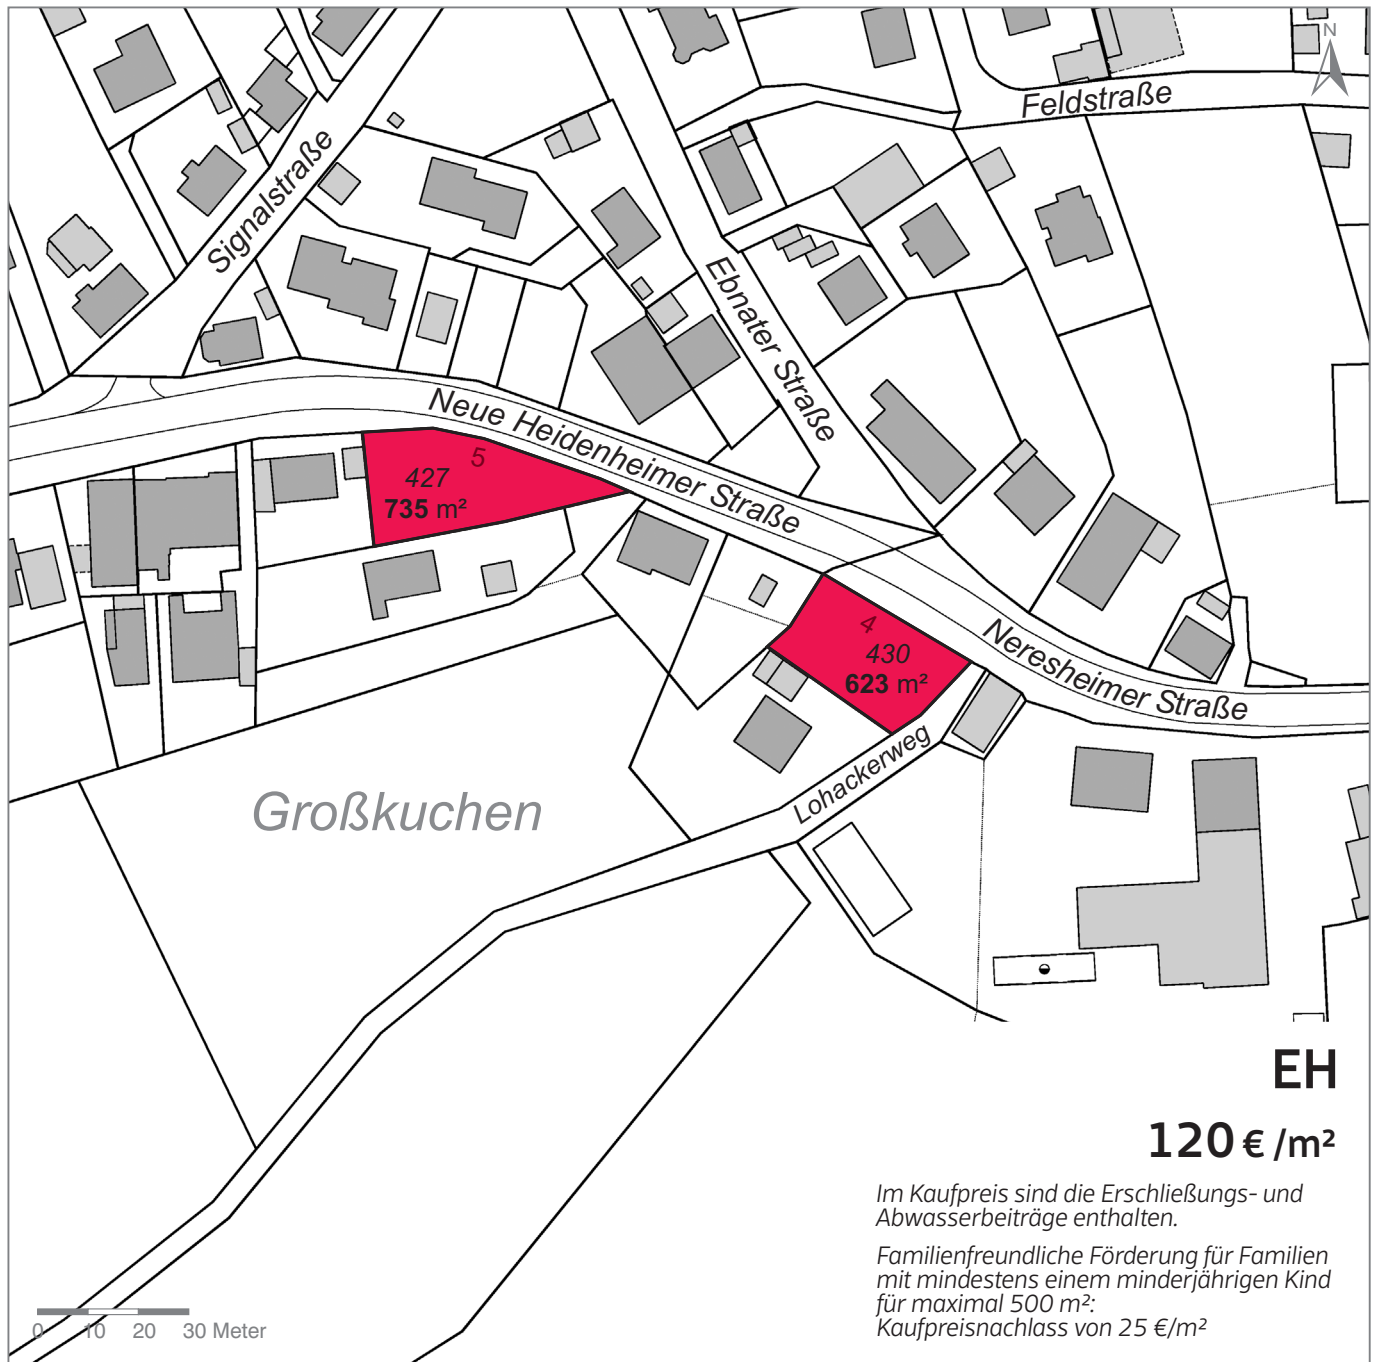 N
Feldstraße
Signalstraße
Ebnater Straße
Neue Heidenheimer Straße
5
427
735 m²
4
430
623 m²
Neresheimer Straße
Lohackerweg
Großkuchen
EH
120 € /m²
Im Kaufpreis sind die Erschließungs- und
Abwasserbeiträge enthalten.
Familienfreundliche Förderung für Familien
mit mindestens einem minderjährigen Kind
für maximal 500 m²:
Kaufpreisnachlass von 25 €/m²
0 10 20 30 Meter